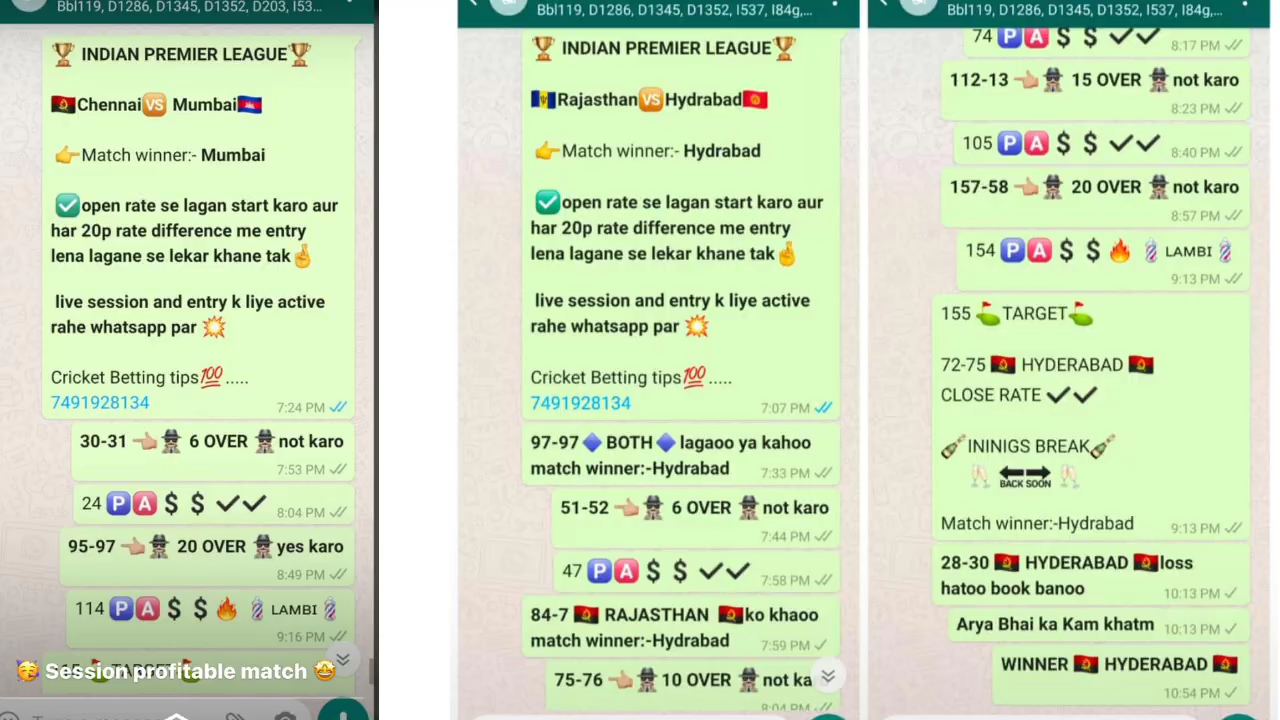 Bbl119, D1286, D1345, D1352, D203, I53...
🏆 INDIAN PREMIER LEAGUE🏆
🇦🇴Chennai🆚 Mumbai🇰🇭
👉Match winner:- Mumbai
✅open rate se lagan start karo aur
har 20p rate difference me entry
lena lagane se lekar khane tak🤞
live session and entry k liye active
rahe whatsapp par 💥
Cricket Betting tips💯.....
7491928134
7:24 PM
30-31 👈🕵 6 OVER 🕵not karo
7:53 PM
24 🅿🅰💲💲✔✔
8:04 PM
95-97 👈🕵 20 OVER 🕵yes karo
8:49 PM
114 🅿🅰💲💲🔥 💈LAMBI💈
9:16 PM
🥳 Session profitable match 🤩
Bbl119, D1286, D1345, D1352, I537, I84g,...
🏆 INDIAN PREMIER LEAGUE🏆
🇧🇧Rajasthan🆚Hydrabad🇰🇬
👉Match winner:- Hydrabad
✅open rate se lagan start karo aur
har 20p rate difference me entry
lena lagane se lekar khane tak🤞
live session and entry k liye active
rahe whatsapp par 💥
Cricket Betting tips💯.....
7491928134
7:07 PM
97-97🔷BOTH🔷lagaoo ya kahoo
match winner:-Hydrabad
7:33 PM
51-52 👈🕵 6 OVER 🕵not karo
7:44 PM
47 🅿🅰💲💲✔✔
7:58 PM
84-7 🇦🇴 RAJASTHAN 🇦🇴ko khaoo
match winner:-Hydrabad
7:59 PM
75-76 👈🕵 10 OVER 🕵not ka
8:04 PM
Bbl119, D1286, D1345, D1352, I537, I84g,...
74 🅿🅰💲💲✔✔
8:17 PM
112-13 👈🕵 15 OVER 🕵not karo
8:23 PM
105 🅿🅰💲💲✔✔
8:40 PM
157-58 👈🕵 20 OVER 🕵not karo
8:57 PM
154 🅿🅰💲💲🔥 💈LAMBI💈
9:13 PM
155 ⛳TARGET⛳
72-75 🇦🇴 HYDERABAD 🇦🇴
CLOSE RATE ✔✔
🍾ININIGS BREAK🍾
🥂 🔙🔜 🥂
BACK SOON
Match winner:-Hydrabad
9:13 PM
28-30 🇦🇴 HYDERABAD 🇦🇴loss
hatoo book banoo
10:13 PM
Arya Bhai ka Kam khatm
10:13 PM
WINNER 🇦🇴 HYDERABAD 🇦🇴
10:54 PM